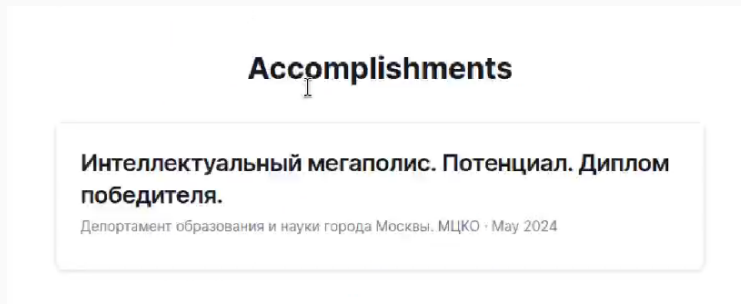 Accomplishments
Интеллектуальный мегаполис. Потенциал. Диплом
победителя.
Депортамент образования и науки города Москвы. МЦКО · May 2024